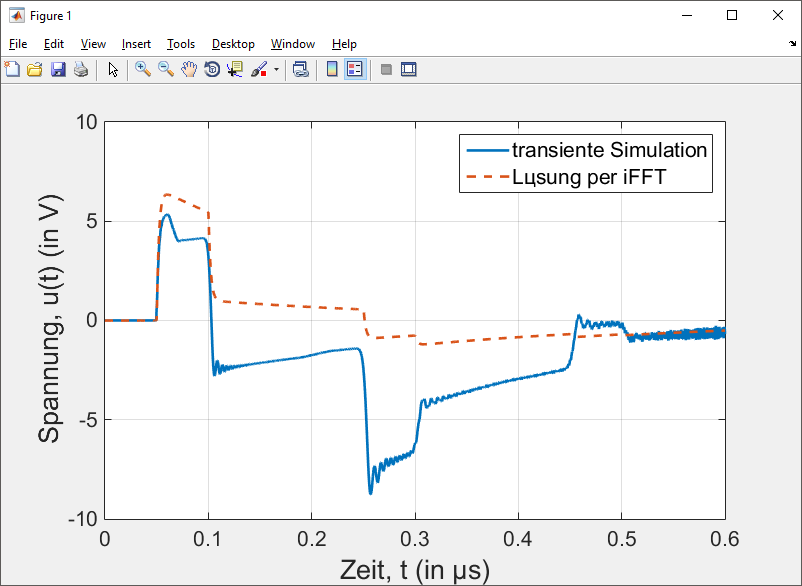 Figure 1
File Edit View Insert Tools Desktop Window Help
10
5
0
-5
-10
Spannung, u(t) (in V)
transiente Simulation
Lцsung per iFFT
0 0.1 0.2 0.3 0.4 0.5 0.6
Zeit, t (in µs)